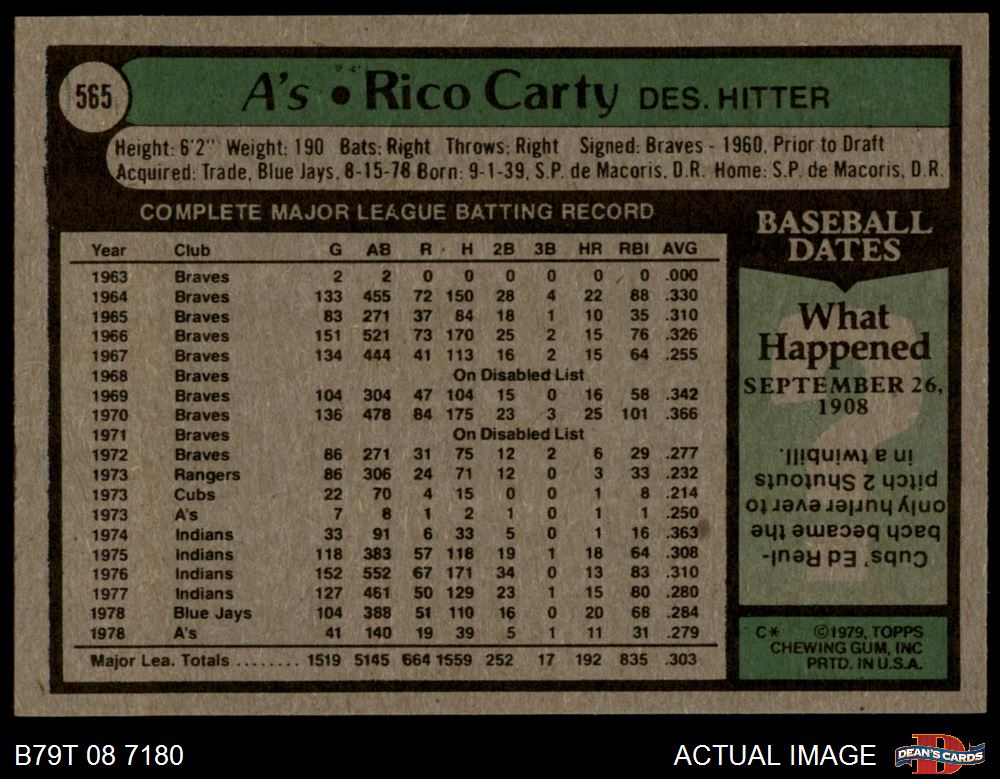 565
A's • Rico Carty DES. HITTER
Height: 6'2" Weight: 190 Bats: Right Throws: Right Signed: Braves - 1960, Prior to Draft
Acquired: Trade, Blue Jays, 8-15-78 Born: 9-1-39, S.P. de Macoris, D.R. Home: S.P. de Macoris, D.R.
COMPLETE MAJOR LEAGUE BATTING RECORD
Year Club G AB R H 2B 3B HR RBI AVG
1963 Braves 2 2 0 0 0 0 0 0 .000
1964 Braves 133 455 72 150 28 4 22 88 .330
1965 Braves 83 271 37 84 18 1 10 35 .310
1966 Braves 151 521 73 170 25 2 15 76 .326
1967 Braves 134 444 41 113 16 2 15 64 .255
1968 Braves On Disabled List
1969 Braves 104 304 47 104 15 0 16 58 .342
1970 Braves 136 478 84 175 23 3 25 101 .366
1971 Braves On Disabled List
1972 Braves 86 271 31 75 12 2 6 29 .277
1973 Rangers 86 306 24 71 12 0 3 33 .232
1973 Cubs 22 70 4 15 0 0 1 8 .214
1973 A's 7 8 1 2 1 0 1 1 .250
1974 Indians 33 91 6 33 5 0 1 16 .363
1975 Indians 118 383 57 118 19 1 18 64 .308
1976 Indians 152 552 67 171 34 0 13 83 .310
1977 Indians 127 461 50 129 23 1 15 80 .280
1978 Blue Jays 104 388 51 110 16 0 20 68 .284
1978 A's 41 140 19 39 5 1 11 31 .279
Major Lea. Totals ........ 1519 5145 664 1559 252 17 192 835 .303
BASEBALL
DATES
What
Happened
SEPTEMBER 26,
1908
Cubs' Ed Reul-
bach became the
only hurler ever to
pitch 2 Shutouts
in a twinbill.
C* ©1979, TOPPS
CHEWING GUM, INC
PRTD. IN U.S.A.
B79T 08 7180
ACTUAL IMAGE
DEAN'S CARDS